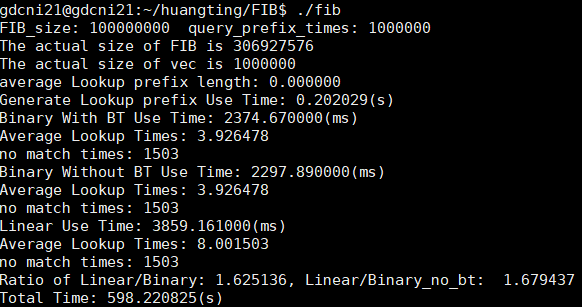 gdcni21@gdcni21:~/huangting/FIB$ ./fib
FIB_size: 100000000  query_prefix_times: 1000000
The actual size of FIB is 306927576
The actual size of vec is 1000000
average Lookup prefix length: 0.000000
Generate Lookup prefix Use Time: 0.202029(s)
Binary With BT Use Time: 2374.670000(ms)
Average Lookup Times: 3.926478
no match times: 1503
Binary Without BT Use Time: 2297.890000(ms)
Average Lookup Times: 3.926478
no match times: 1503
Linear Use Time: 3859.161000(ms)
Average Lookup Times: 8.001503
no match times: 1503
Ratio of Linear/Binary: 1.625136, Linear/Binary_no_bt:  1.679437
Total Time: 598.220825(s)